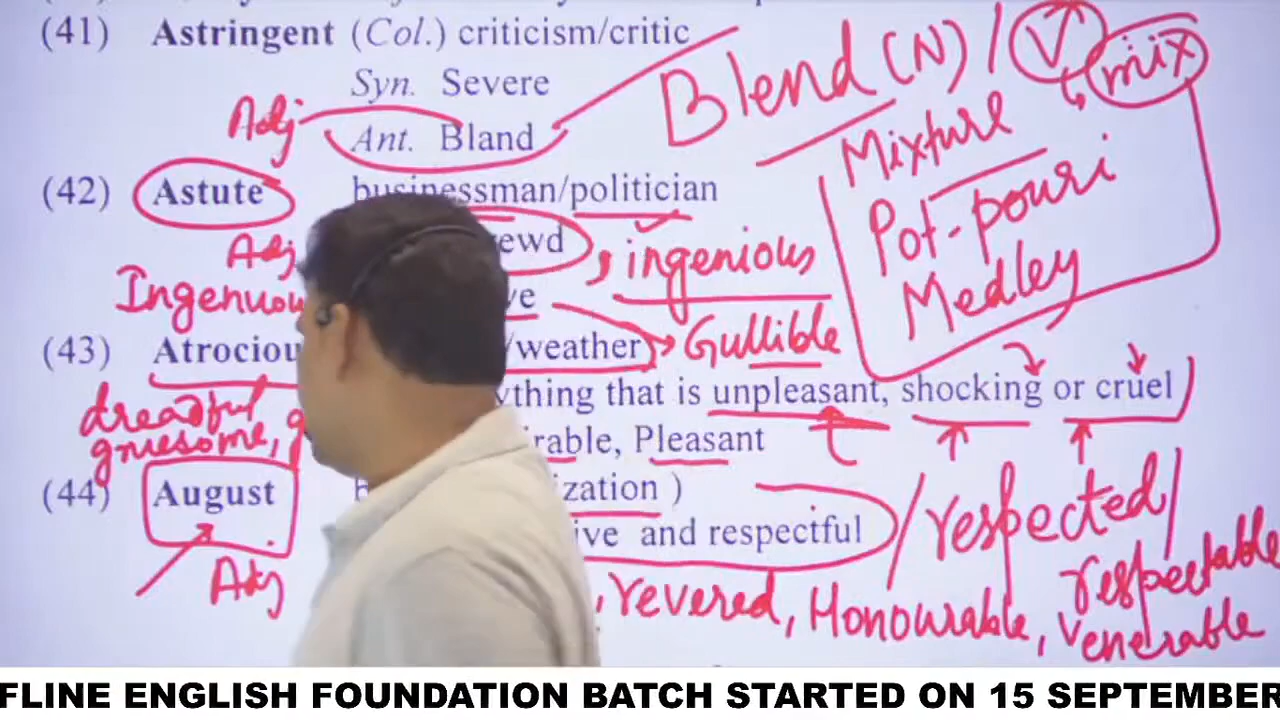 (41) Astringent (Col.) criticism/critic
Syn. Severe
Adj
Ant. Bland
Blend (N) / V mix
Mixture
Pot-pouri
Medley
(42) Astute businessman/politician
Adj ewd , ingenious
Ingenuou ve Gullible
(43) Atrociou /weather
ything that is unpleasant, shocking or cruel
dreadful
gruesome, g rable, Pleasant
(44) August zation )
ive and respectful / respected /
respectable
Adj , revered, Honourable, venerable
FLINE ENGLISH FOUNDATION BATCH STARTED ON 15 SEPTEMBER